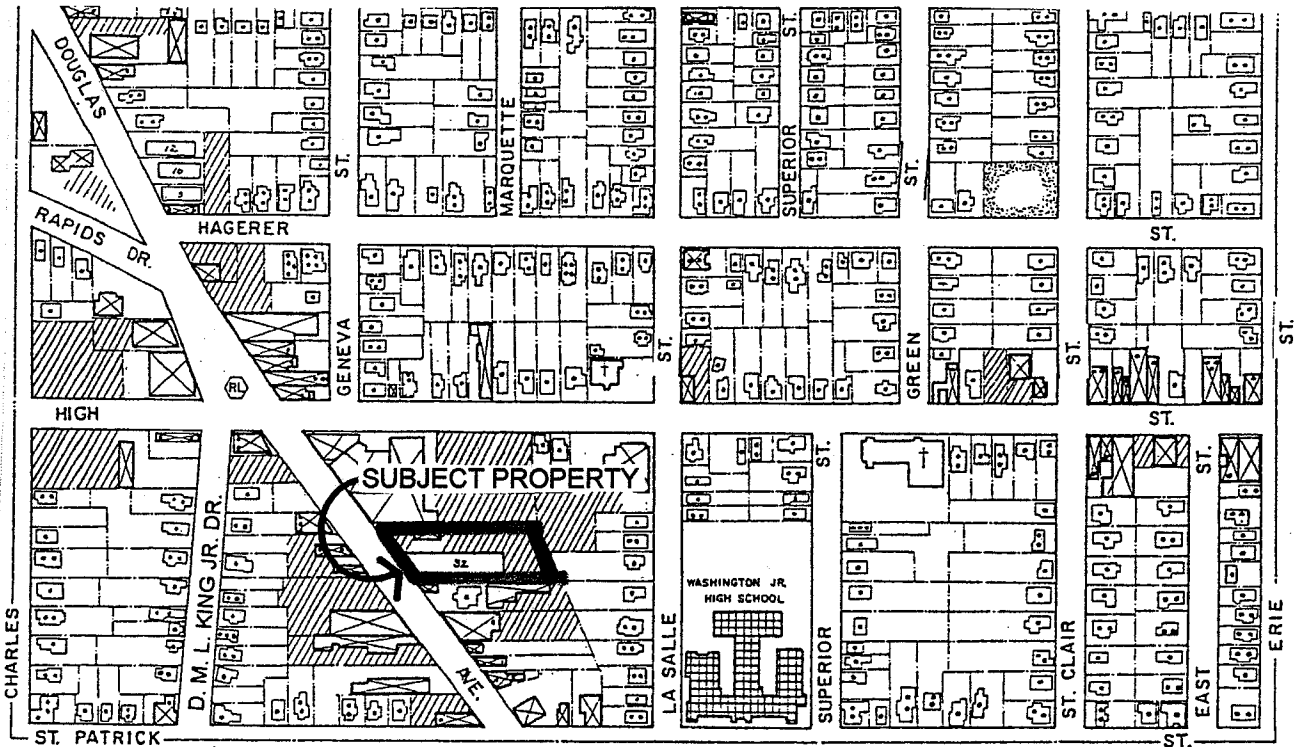 DOUGLAS
ST.
MARQUETTE
SUPERIOR
ST.
ST.
12
10
RAPIDS DR.
HAGERER
ST.
GENEVA
ST.
GREEN
ST.
ST.
RL
HIGH
ST.
SUBJECT PROPERTY
ST.
ST.
32
WASHINGTON JR.
HIGH SCHOOL
CHARLES
D. M. L. KING JR. DR.
AVE.
LA SALLE
SUPERIOR
ST. CLAIR
EAST
ERIE
ST. PATRICK
ST.